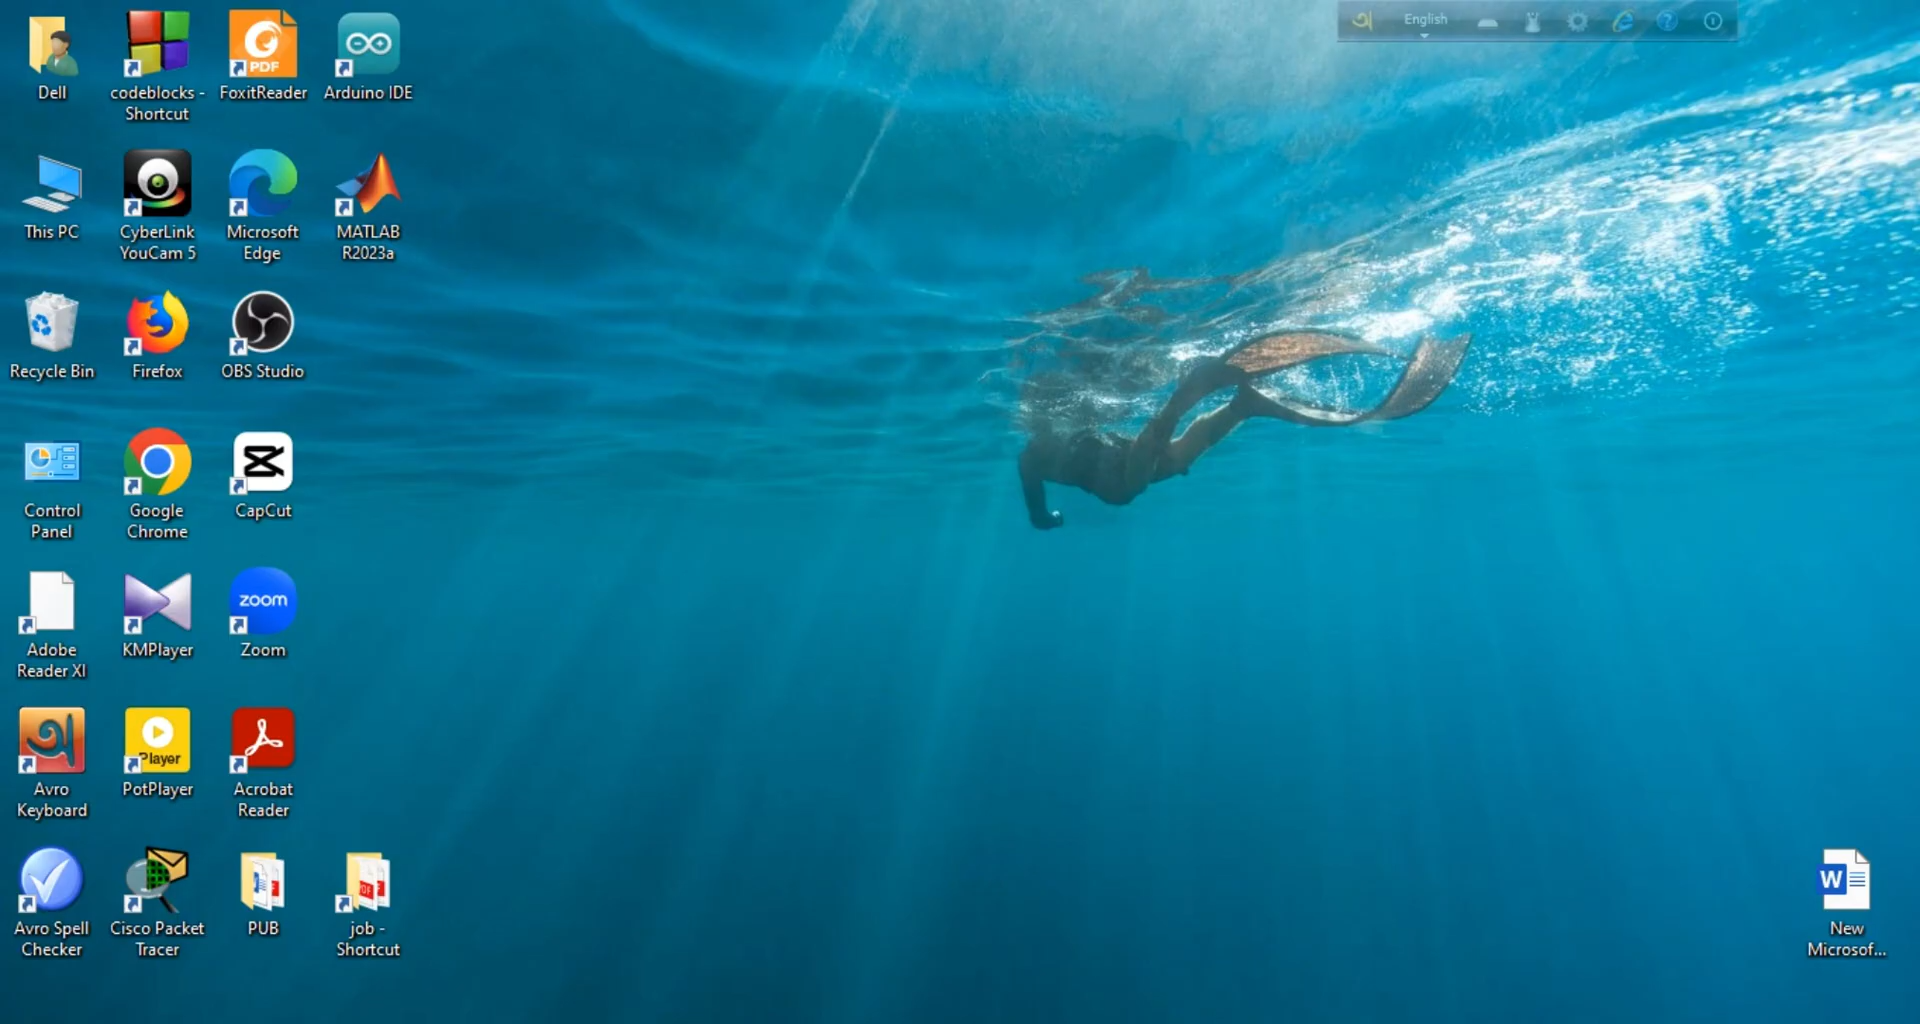 English
Dell
codeblocks -
Shortcut
PDF
FoxitReader
Arduino IDE
This PC
CyberLink
YouCam 5
Microsoft
Edge
MATLAB
R2023a
Recycle Bin
Firefox
OBS Studio
Control
Panel
Google
Chrome
CapCut
zoom
Adobe
Reader XI
KMPlayer
Zoom
অ
Player
Avro
Keyboard
PotPlayer
Acrobat
Reader
PDF
W
Avro Spell
Checker
Cisco Packet
Tracer
PUB
job -
Shortcut
New
Microsof...